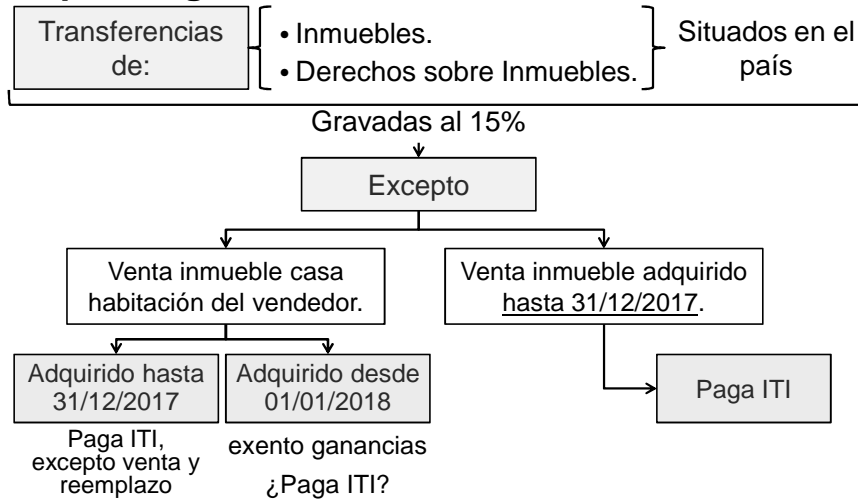 Transferencias de:
• Inmuebles.
• Derechos sobre Inmuebles.
Situados en el
país
Gravadas al 15%
Excepto
Venta inmueble casa
habitación del vendedor.
Venta inmueble adquirido
hasta 31/12/2017.
Adquirido hasta
31/12/2017
Adquirido desde
01/01/2018
Paga ITI
Paga ITI,
excepto venta y
reemplazo
exento ganancias
¿Paga ITI?